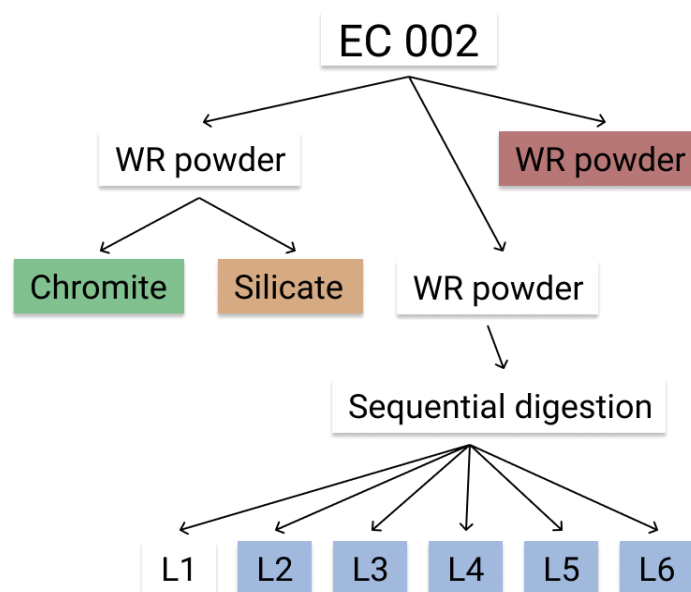 EC 002
WR powder
WR powder
Chromite
Silicate
WR powder
Sequential digestion
L1
L2
L3
L4
L5
L6